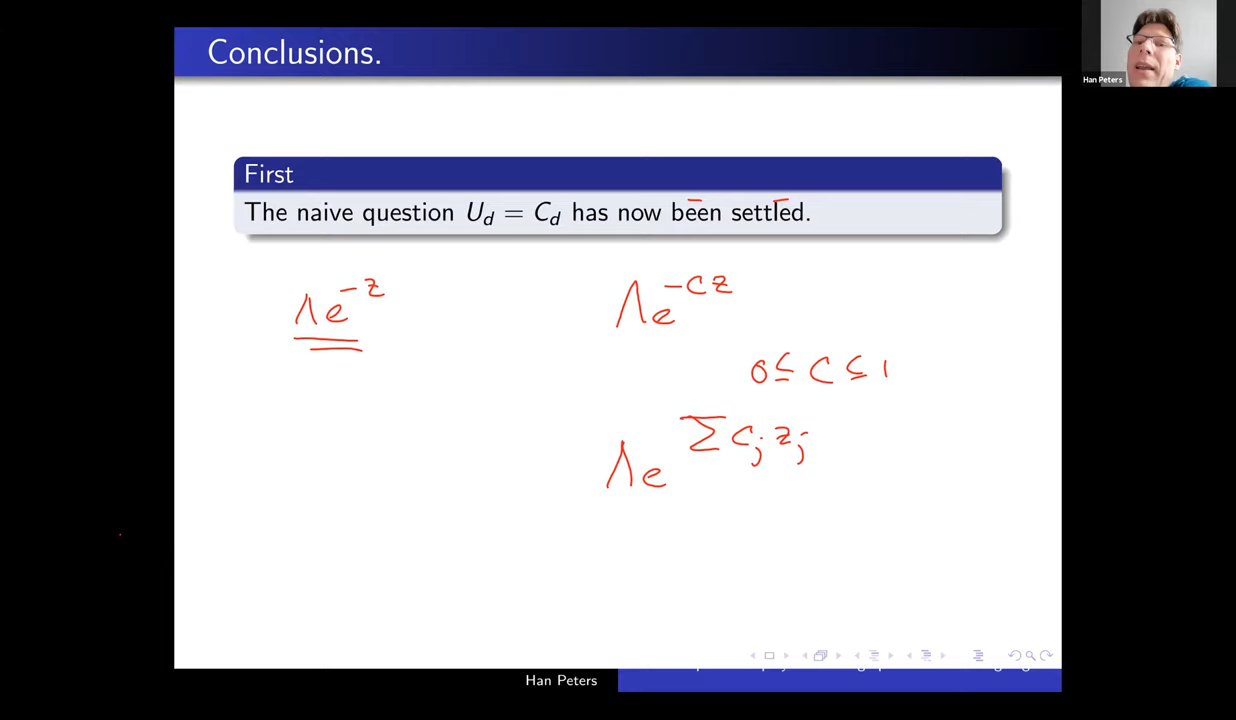 Conclusions.
Han Peters
First
The naive question U_d = C_d has now been settled.
Λe^{-z}
Λe^{-cz}
0 ≤ C ≤ 1
Λe^{∑ c_j z_j}
Han Peters